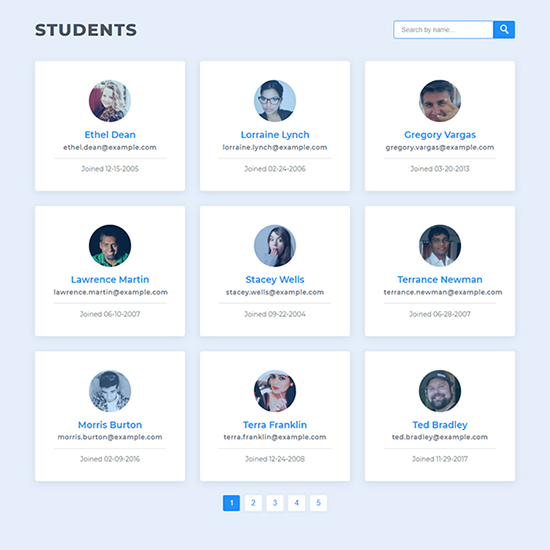 STUDENTS
Search by name...
Ethel Dean
ethel.dean@example.com
Joined 12-15-2005
Lorraine Lynch
lorraine.lynch@example.com
Joined 02-24-2006
Gregory Vargas
gregory.vargas@example.com
Joined 03-20-2013
Lawrence Martin
lawrence.martin@example.com
Joined 06-10-2007
Stacey Wells
stacey.wells@example.com
Joined 09-22-2004
Terrance Newman
terrance.newman@example.com
Joined 06-28-2007
Morris Burton
morris.burton@example.com
Joined 02-09-2016
Terra Franklin
terra.franklin@example.com
Joined 12-24-2008
Ted Bradley
ted.bradley@example.com
Joined 11-29-2017
1 2 3 4 5